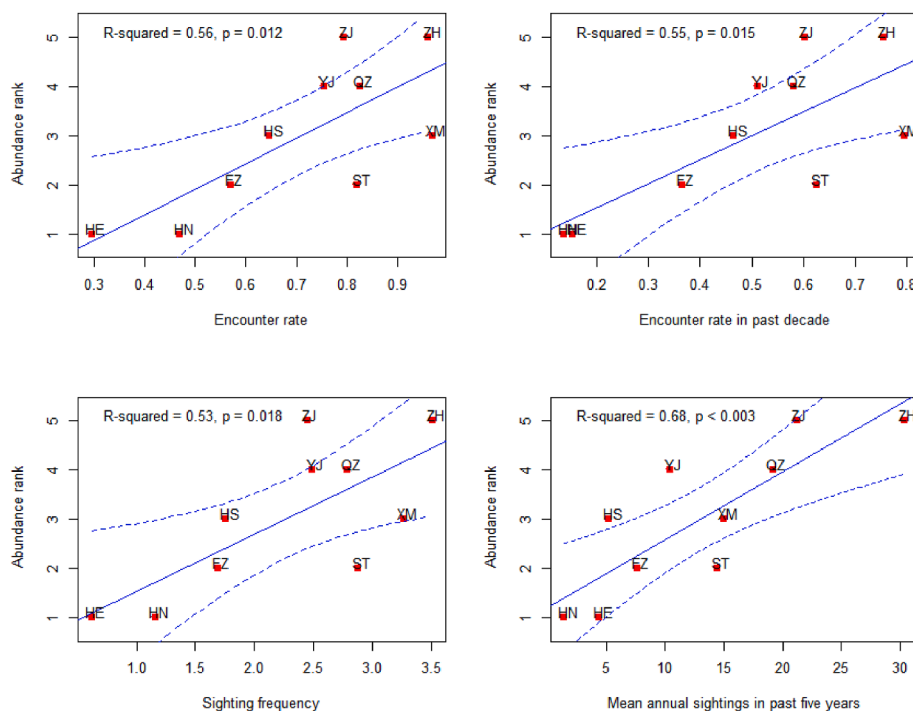 R-squared = 0.56, p = 0.012
ZJ
ZH
YJ
QZ
HS
XM
EZ
ST
HE
HN
Abundance rank
1
2
3
4
5
0.3 0.4 0.5 0.6 0.7 0.8 0.9
Encounter rate
R-squared = 0.55, p = 0.015
ZJ
ZH
YJ
QZ
HS
XM
EZ
ST
HN
HE
Abundance rank
1
2
3
4
5
0.2 0.3 0.4 0.5 0.6 0.7 0.8
Encounter rate in past decade
R-squared = 0.53, p = 0.018
ZJ
ZH
YJ
QZ
HS
XM
EZ
ST
HE
HN
Abundance rank
1
2
3
4
5
1.0 1.5 2.0 2.5 3.0 3.5
Sighting frequency
R-squared = 0.68, p < 0.003
ZJ
ZH
YJ
QZ
HS
XM
EZ
ST
HN
HE
Abundance rank
1
2
3
4
5
5 10 15 20 25 30
Mean annual sightings in past five years